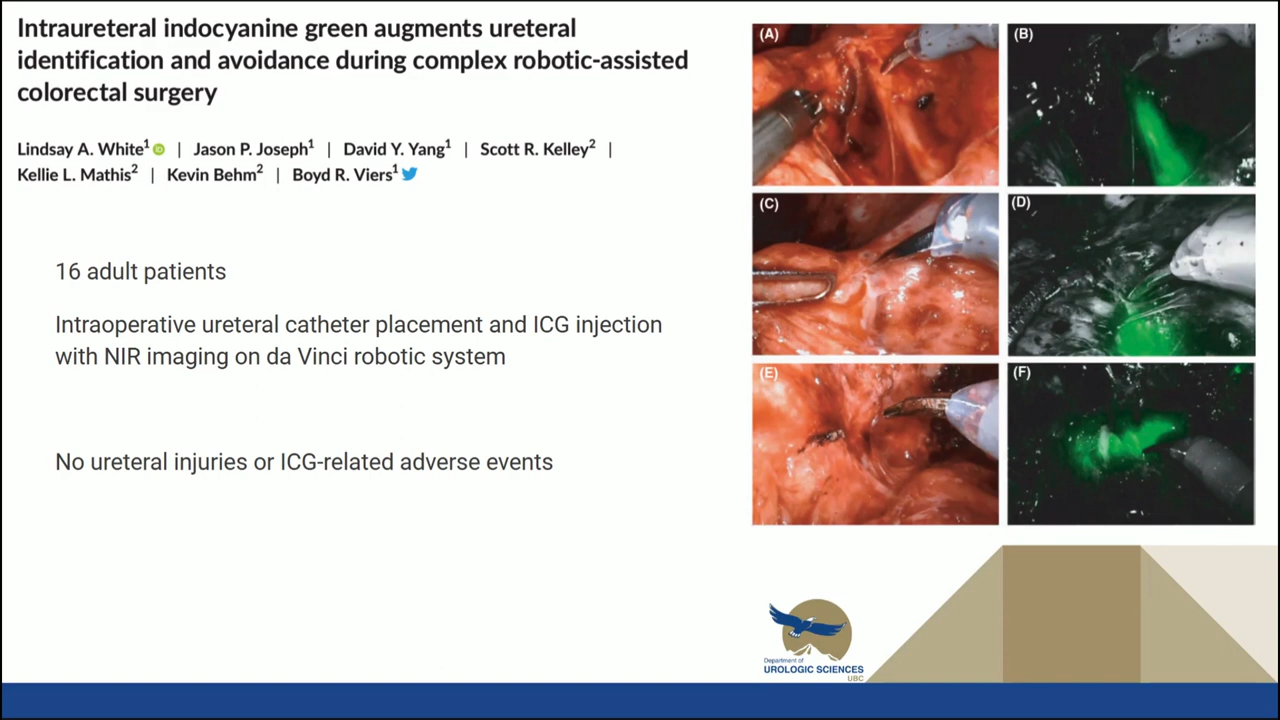 Intraureteral indocyanine green augments ureteral
identification and avoidance during complex robotic-assisted
colorectal surgery
Lindsay A. White1 iD | Jason P. Joseph1 | David Y. Yang1 | Scott R. Kelley2 |
Kellie L. Mathis2 | Kevin Behm2 | Boyd R. Viers1
16 adult patients
Intraoperative ureteral catheter placement and ICG injection
with NIR imaging on da Vinci robotic system
No ureteral injuries or ICG-related adverse events
(A)
(B)
(C)
(D)
(E)
(F)
Department of
UROLOGIC SCIENCES
UBC